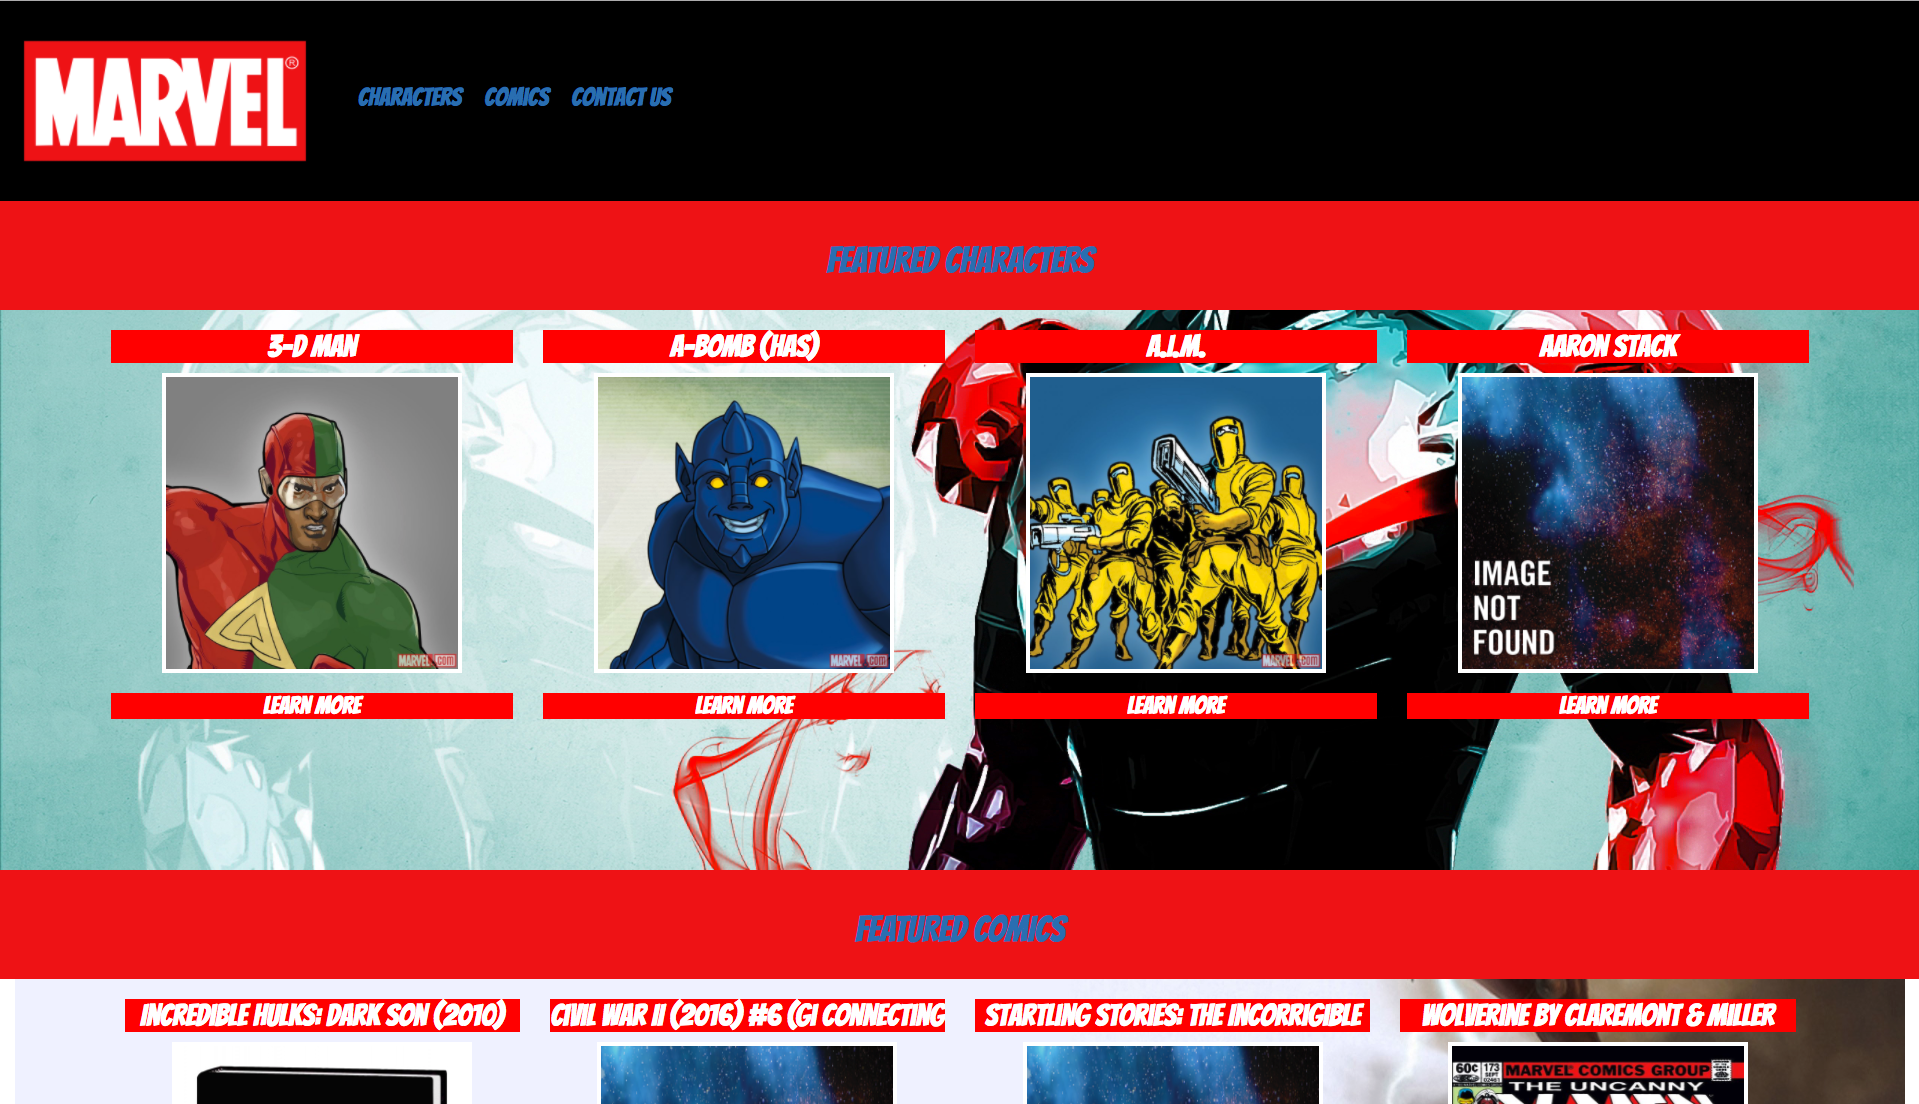 MARVEL®
CHARACTERS COMICS CONTACT US
FEATURED CHARACTERS
3-D MAN
A-BOMB (HAS)
A.I.M.
AARON STACK
MARVEL.com
MARVEL.com
MARVEL.com
IMAGE
NOT
FOUND
LEARN MORE
LEARN MORE
LEARN MORE
LEARN MORE
FEATURED COMICS
INCREDIBLE HULKS: DARK SON (2010)
CIVIL WAR II (2016) #6 (GI CONNECTING
STARTLING STORIES: THE INCORRIGIBLE
WOLVERINE BY CLAREMONT & MILLER
60¢ 173
SEPT
MARVEL COMICS GROUP
THE UNCANNY
X-MEN